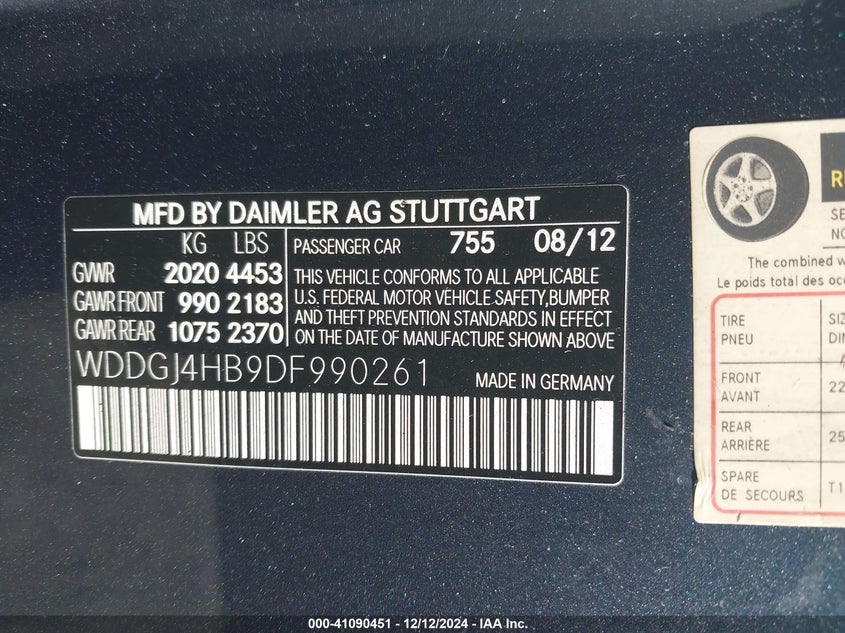 MFD BY DAIMLER AG STUTTGART
KG LBS
GVWR 2020 4453
GAWR FRONT 990 2183
GAWR REAR 1075 2370
PASSENGER CAR 755 08/12
THIS VEHICLE CONFORMS TO ALL APPLICABLE
U.S. FEDERAL MOTOR VEHICLE SAFETY,BUMPER
AND THEFT PREVENTION STANDARDS IN EFFECT
ON THE DATE OF MANUFACTURE SHOWN ABOVE
WDDGJ4HB9DF990261 MADE IN GERMANY
The combined
Le poids total des
TIRE
PNEU
FRONT
AVANT
REAR
ARRIÈRE
SPARE
DE SECOURS
000-41090451 - 12/12/2024 - IAA Inc.